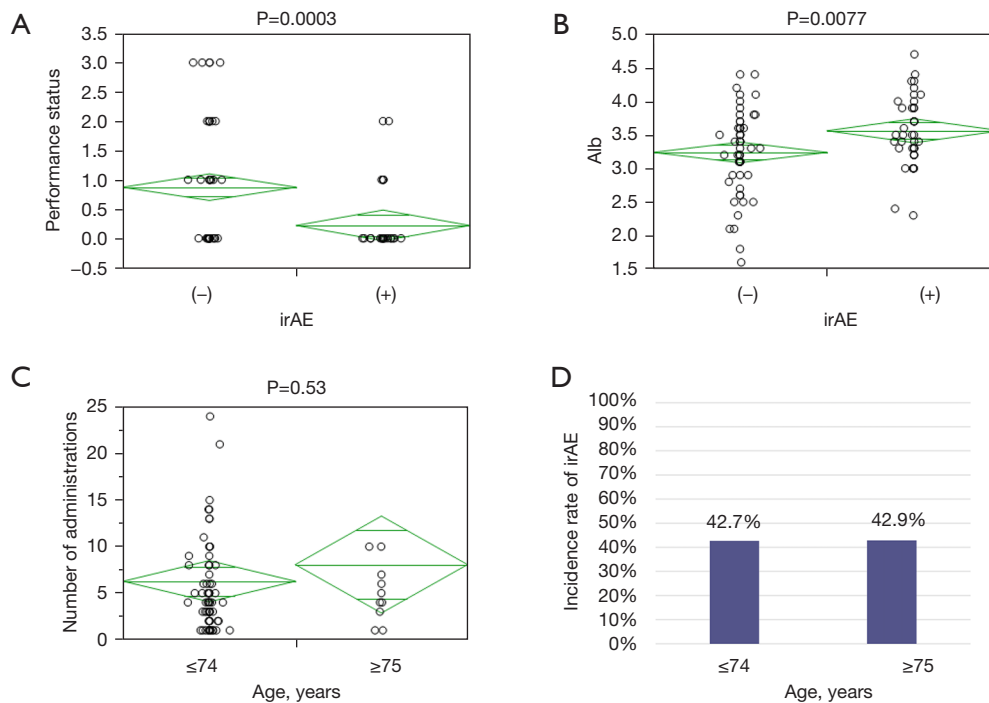 A
P=0.0003
Performance status
3.5
3.0
2.5
2.0
1.5
1.0
0.5
0.0
−0.5
(−)
(+)
irAE
B
P=0.0077
Alb
5.0
4.5
4.0
3.5
3.0
2.5
2.0
1.5
(−)
(+)
irAE
C
P=0.53
Number of administrations
25
20
15
10
5
0
≤74
≥75
Age, years
D
Incidence rate of irAE
100%
90%
80%
70%
60%
50%
40%
30%
20%
10%
0%
42.7%
42.9%
≤74
≥75
Age, years